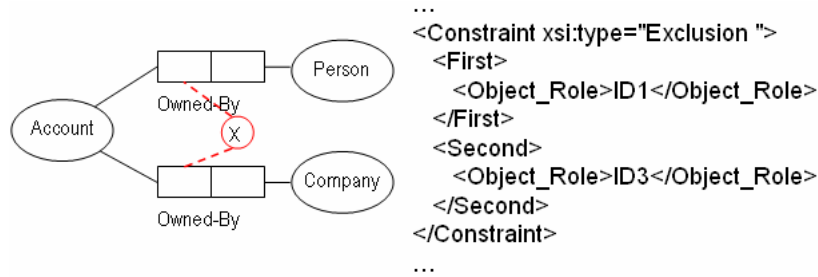 Person
Owned-By
Account
X
Company
Owned-By
...
<Constraint xsi:type="Exclusion ">
<First>
<Object_Role>ID1</Object_Role>
</First>
<Second>
<Object_Role>ID3</Object_Role>
</Second>
</Constraint>
...